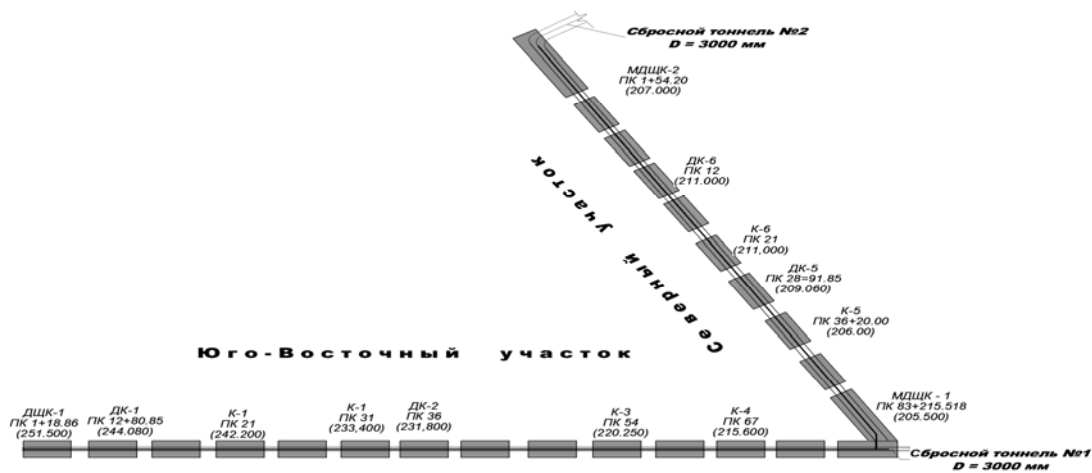 Сбросной тоннель №2
D = 3000 мм
МДЩК-2
ПК 1+54.20
(207.000)
ДК-6
ПК 12
(211.000)
К-6
ПК 21
(211,000)
ДК-5
ПК 28=91.85
(209.060)
К-5
ПК 36+20.00
(206.00)
Северный участок
Юго-Восточный участок
ДЩК-1
ПК 1+18.86
(251.500)
ДК-1
ПК 12+80.85
(244.080)
К-1
ПК 21
(242.200)
К-1
ПК 31
(233,400)
ДК-2
ПК 36
(231,800)
К-3
ПК 54
(220.250)
К-4
ПК 67
(215.600)
МДЩК - 1
ПК 83+215.518
(205.500)
Сбросной тоннель №1
D = 3000 мм